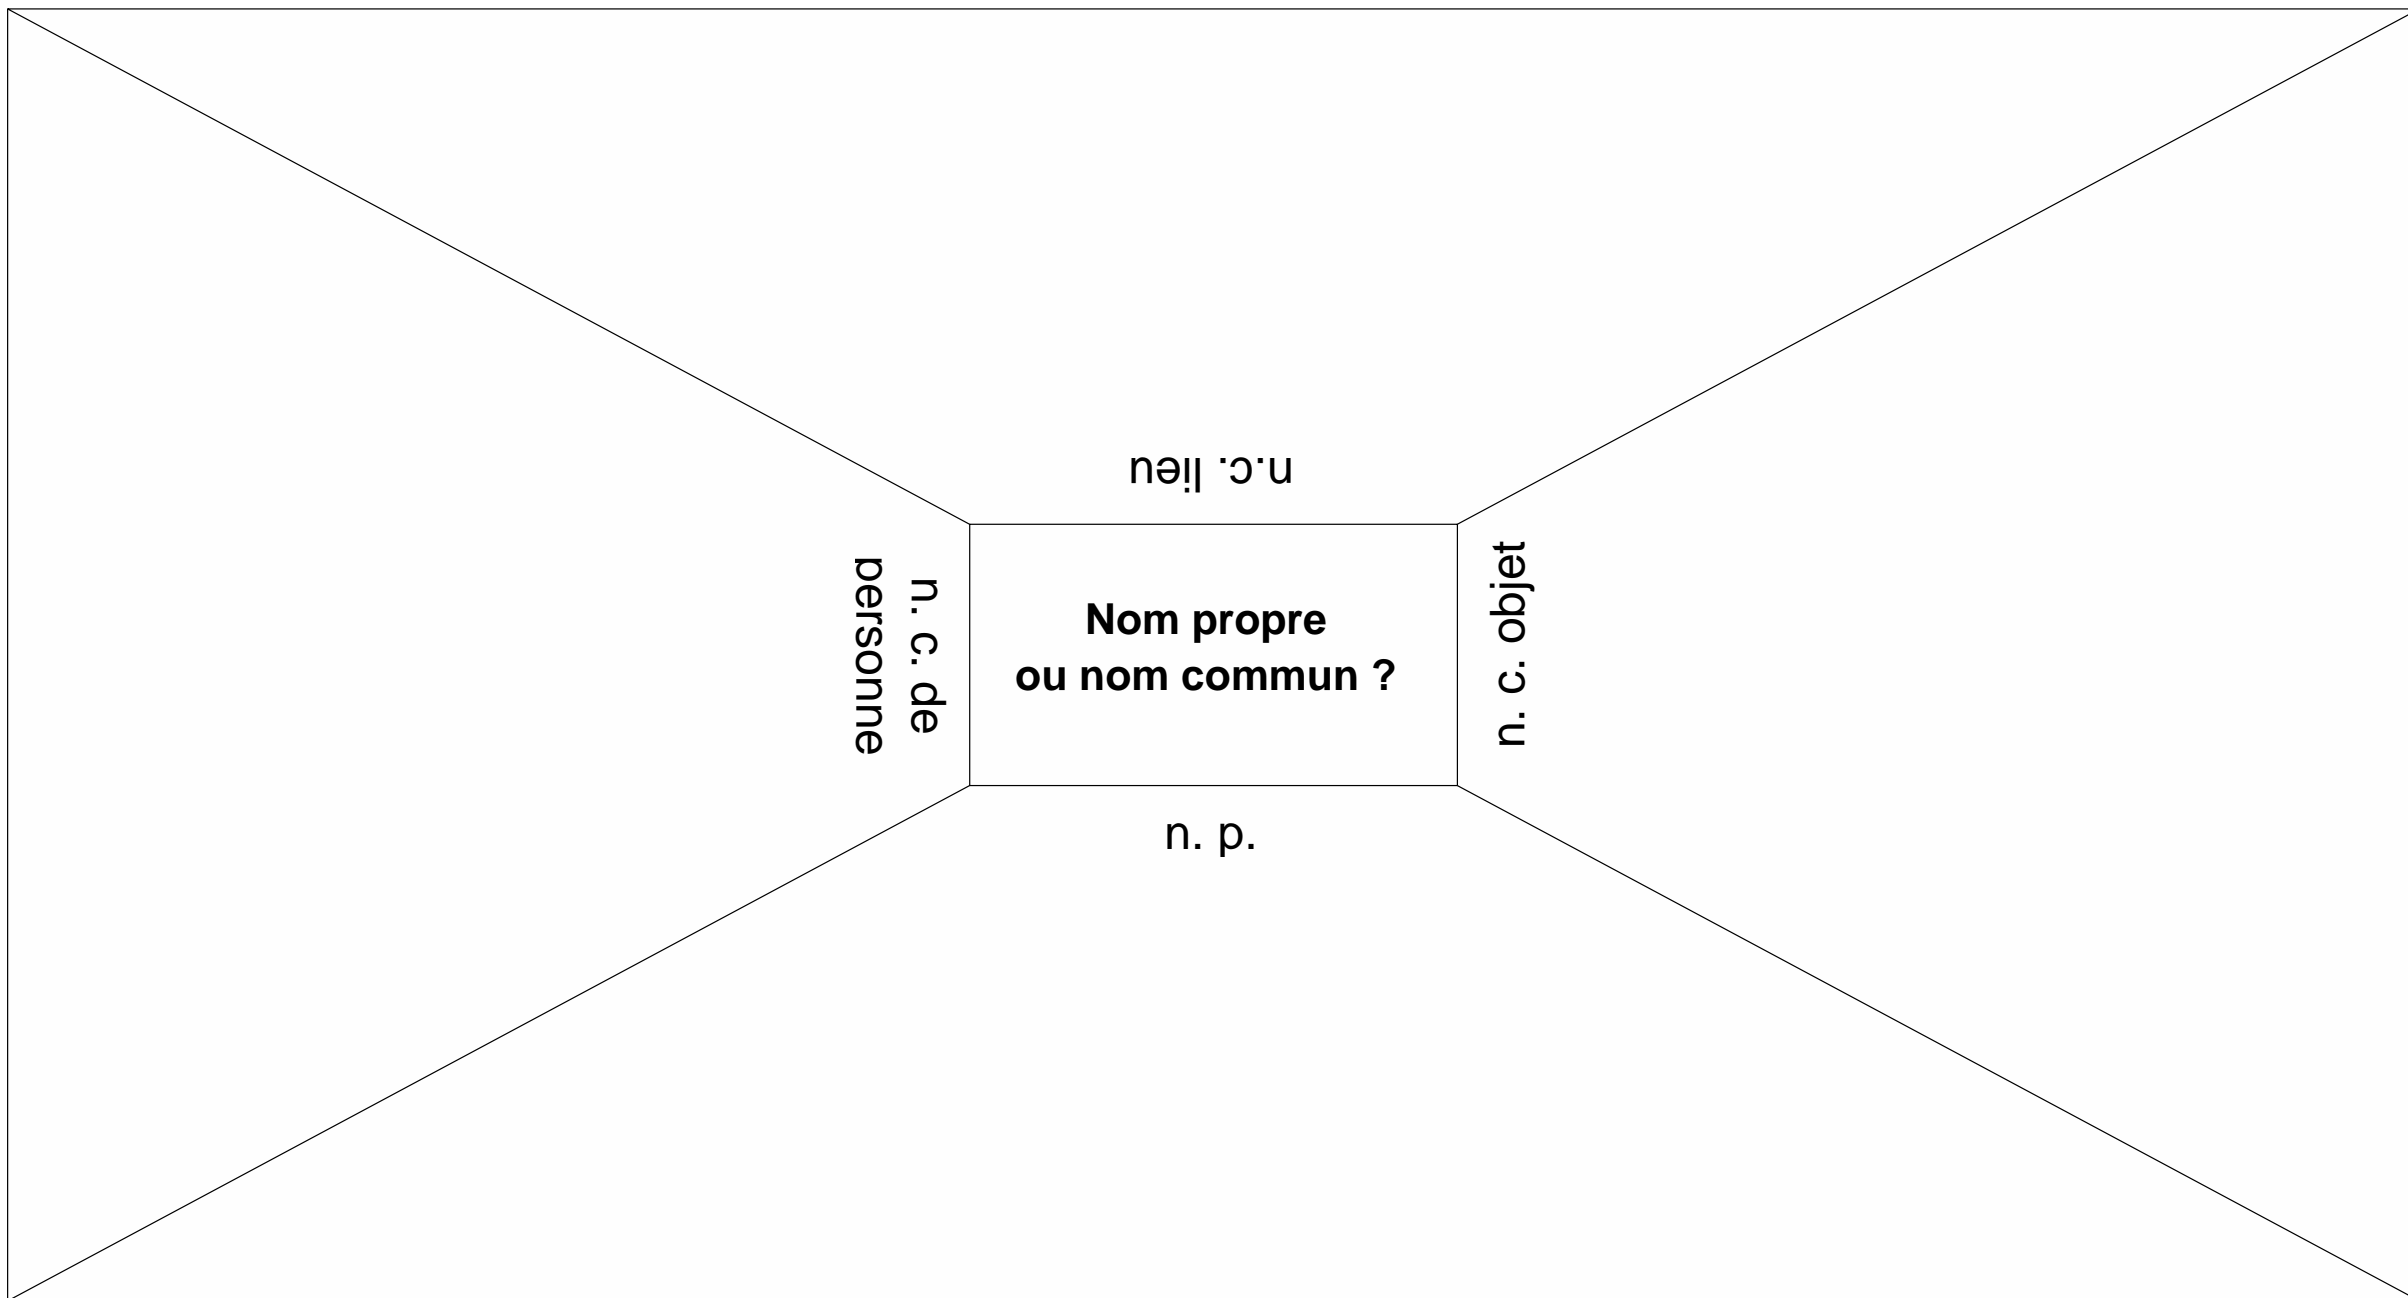 n.c. lieu
n. c. de
personne
Nom propre
ou nom commun ?
n. c. objet
n. p.